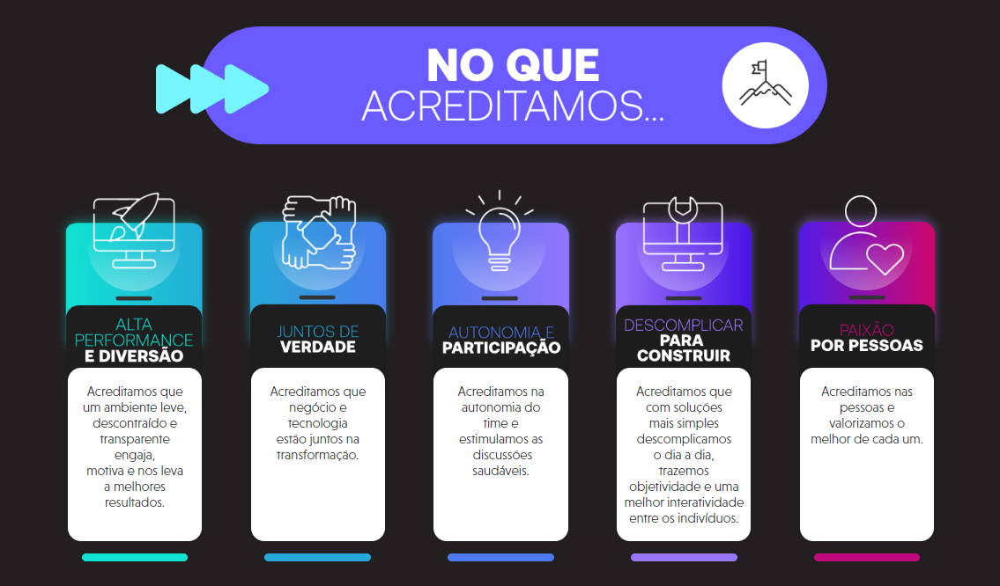 NO QUE
ACREDITAMOS...
ALTA
PERFORMANCE
E DIVERSÃO
Acreditamos que
um ambiente leve,
descontraído e
transparente
engaja,
motiva e nos leva
a melhores
resultados.
JUNTOS DE
VERDADE
Acreditamos que
negócio e
tecnologia
estão juntos na
transformação.
AUTONOMIA E
PARTICIPAÇÃO
Acreditamos na
autonomia do
time e
estimulamos as
discussões
saudáveis.
DESCOMPLICAR
PARA
CONSTRUIR
Acreditamos que
com soluções
mais simples
descomplicamos
o dia a dia,
trazemos
objetividade e uma
melhor interatividade
entre os indivíduos.
PAIXÃO
POR PESSOAS
Acreditamos nas
pessoas e
valorizamos o
melhor de cada um.